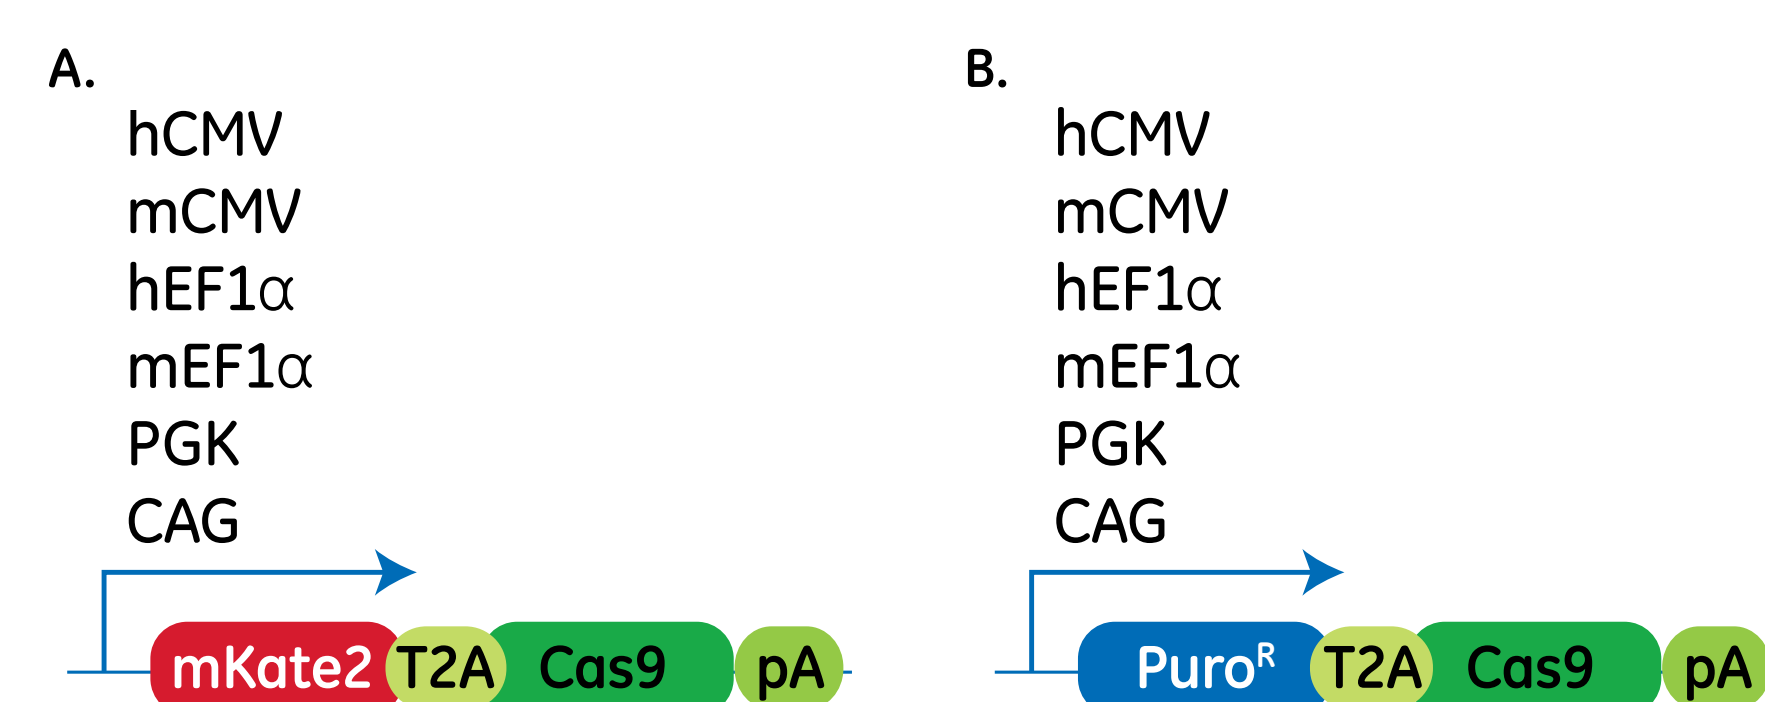 A.
hCMV
mCMV
hEF1α
mEF1α
PGK
CAG
mKate2 T2A Cas9 pA
B.
hCMV
mCMV
hEF1α
mEF1α
PGK
CAG
Puroᴿ T2A Cas9 pA